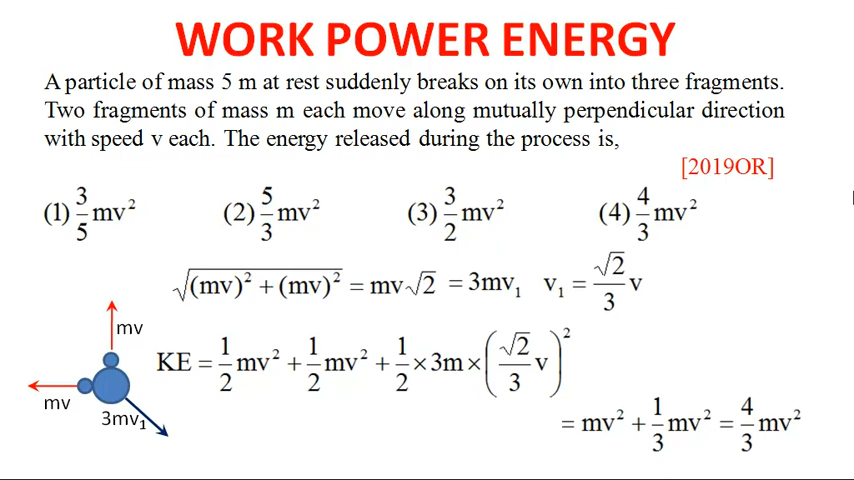 WORK POWER ENERGY
A particle of mass 5 m at rest suddenly breaks on its own into three fragments.
Two fragments of mass m each move along mutually perpendicular direction
with speed v each. The energy released during the process is,
[2019OR]
(1) 3/5 mv² (2) 5/3 mv² (3) 3/2 mv² (4) 4/3 mv²
√((mv)² + (mv)²) = mv√2 = 3mv₁ v₁ = √2/3 v
mv
KE = 1/2 mv² + 1/2 mv² + 1/2 × 3m × (√2/3 v)²
mv
3mv₁
= mv² + 1/3 mv² = 4/3 mv²